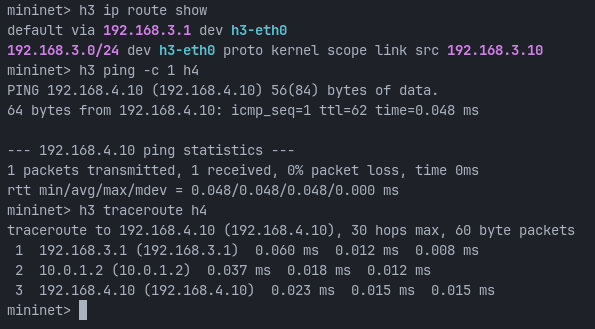 mininet> h3 ip route show
default via 192.168.3.1 dev h3-eth0
192.168.3.0/24 dev h3-eth0 proto kernel scope link src 192.168.3.10
mininet> h3 ping -c 1 h4
PING 192.168.4.10 (192.168.4.10) 56(84) bytes of data.
64 bytes from 192.168.4.10: icmp_seq=1 ttl=62 time=0.048 ms

--- 192.168.4.10 ping statistics ---
1 packets transmitted, 1 received, 0% packet loss, time 0ms
rtt min/avg/max/mdev = 0.048/0.048/0.048/0.000 ms
mininet> h3 traceroute h4
traceroute to 192.168.4.10 (192.168.4.10), 30 hops max, 60 byte packets
 1  192.168.3.1 (192.168.3.1)  0.060 ms  0.012 ms  0.008 ms
 2  10.0.1.2 (10.0.1.2)  0.037 ms  0.018 ms  0.012 ms
 3  192.168.4.10 (192.168.4.10)  0.023 ms  0.015 ms  0.015 ms
mininet>